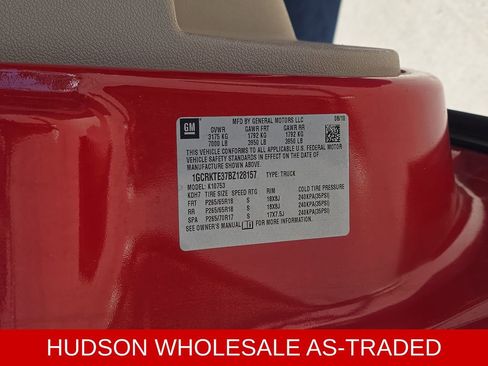 GM
MFD BY GENERAL MOTORS LLC 08/10
GVWR GAWR FRT GAWR RR
3175 KG 1792 KG 1792 KG
7000 LB 3950 LB 3950 LB
THIS VEHICLE CONFORMS TO ALL APPLICABLE U.S. FEDERAL MOTOR
VEHICLE SAFETY STANDARDS IN EFFECT ON THE DATE OF
MANUFACTURE SHOWN ABOVE.
1GCRKTE37BZ128157 TYPE: TRUCK
MODEL: K10753
KDH7 TIRE SIZE SPEED RTG RIM COLD TIRE PRESSURE
FRT P265/65R18 S 18X8J 240KPA(35PSI)
RR P265/65R18 S 18X8J 240KPA(35PSI)
SPA P265/70R17 S 17X7.5J 240KPA(35PSI)
SEE OWNER'S MANUAL FOR MORE INFORMATION.
HUDSON WHOLESALE AS-TRADED